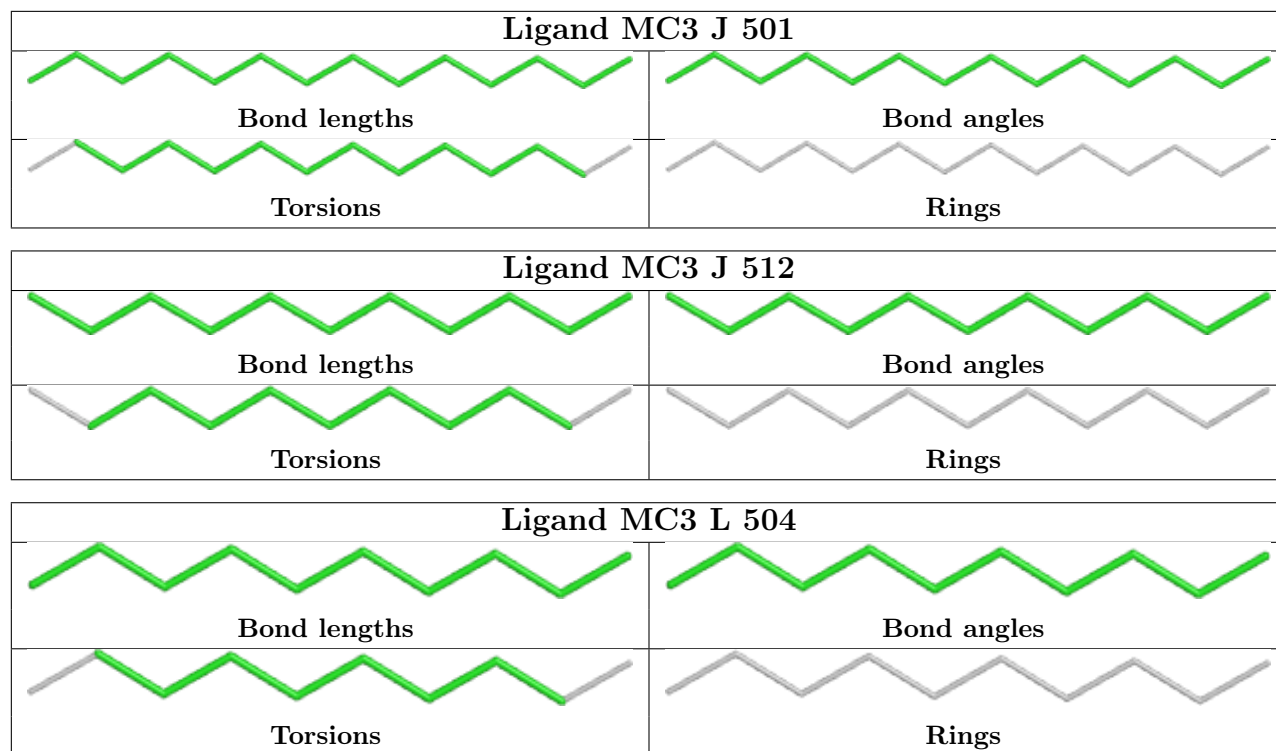 Ligand MC3 J 501
Bond lengths
Bond angles
Torsions
Rings
Ligand MC3 J 512
Bond lengths
Bond angles
Torsions
Rings
Ligand MC3 L 504
Bond lengths
Bond angles
Torsions
Rings